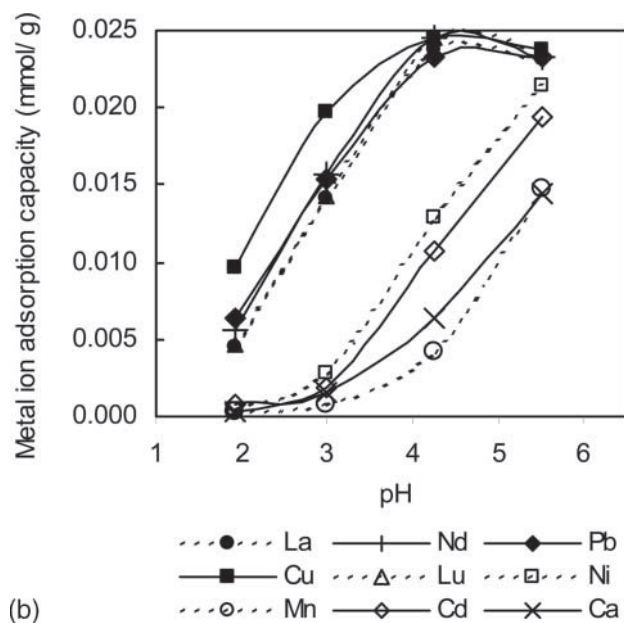 Metal ion adsorption capacity (mmol/ g)
0.025
0.020
0.015
0.010
0.005
0.000
1 2 3 4 5 6
pH
La Nd Pb
Cu Lu Ni
Mn Cd Ca
(b)